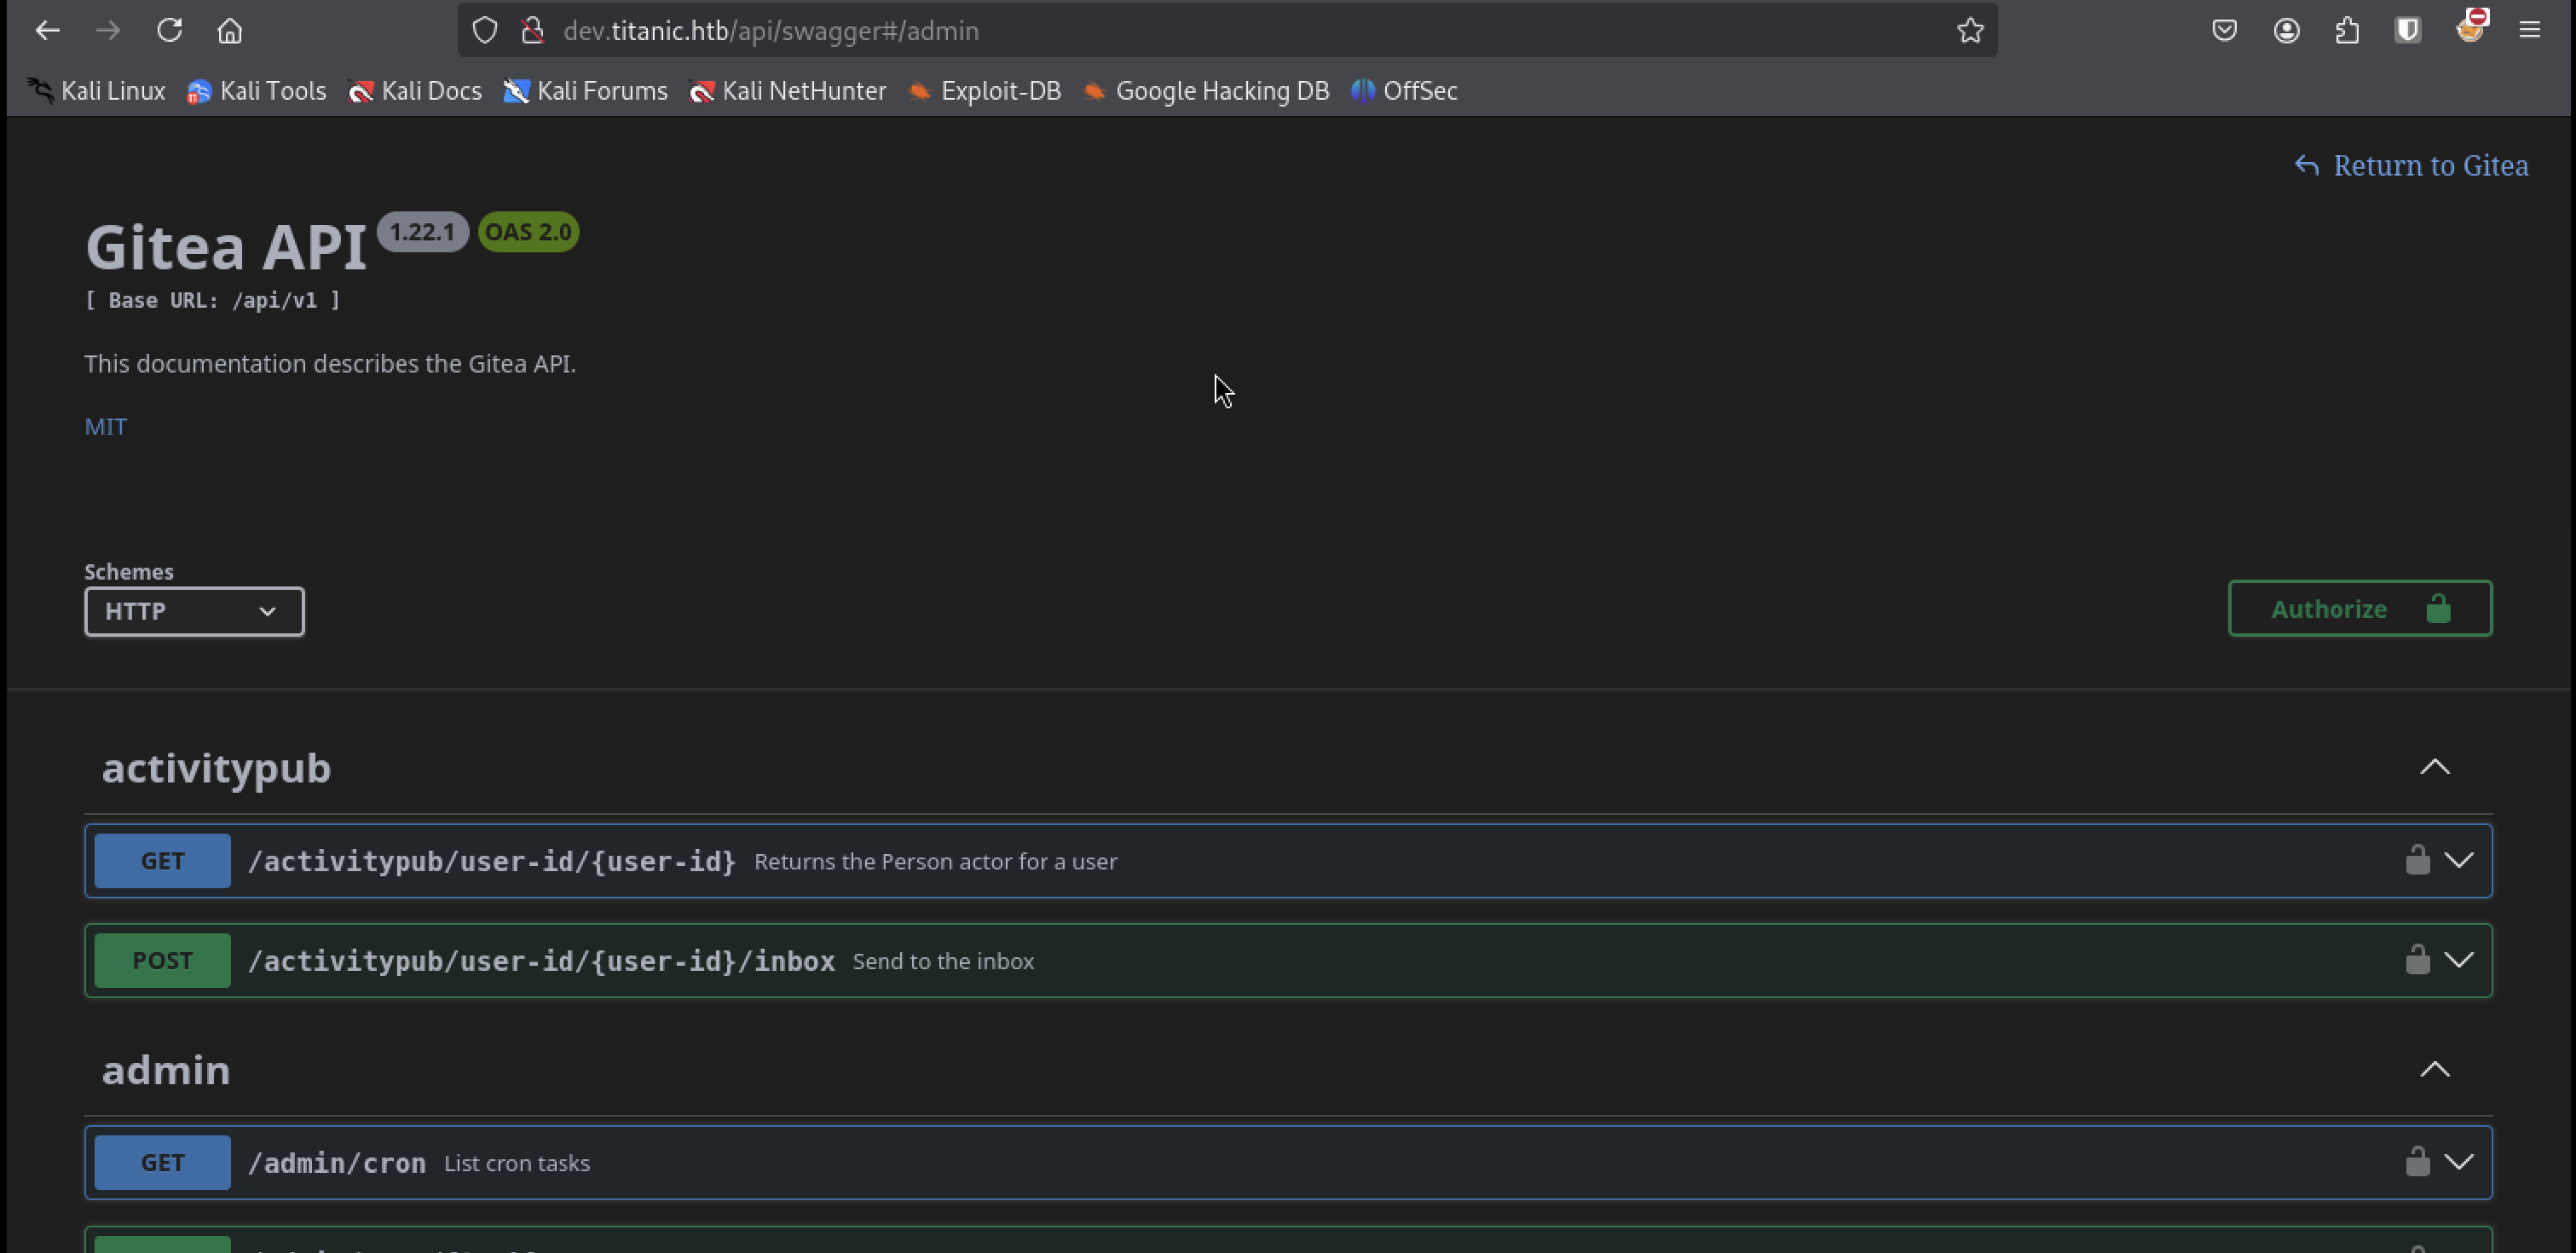 dev.titanic.htb/api/swagger#/admin
Kali Linux Kali Tools Kali Docs Kali Forums Kali NetHunter Exploit-DB Google Hacking DB OffSec
Return to Gitea
Gitea API 1.22.1 OAS 2.0
[ Base URL: /api/v1 ]
This documentation describes the Gitea API.
MIT
Schemes
HTTP
Authorize
activitypub
GET /activitypub/user-id/{user-id} Returns the Person actor for a user
POST /activitypub/user-id/{user-id}/inbox Send to the inbox
admin
GET /admin/cron List cron tasks